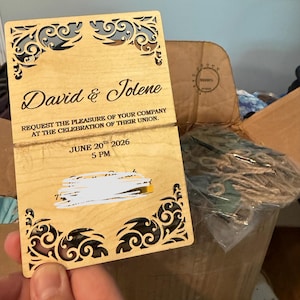 David & Jolene
REQUEST THE PLEASURE OF YOUR COMPANY
AT THE CELEBRATION OF THEIR UNION.
JUNE 20TH 2026
5 PM